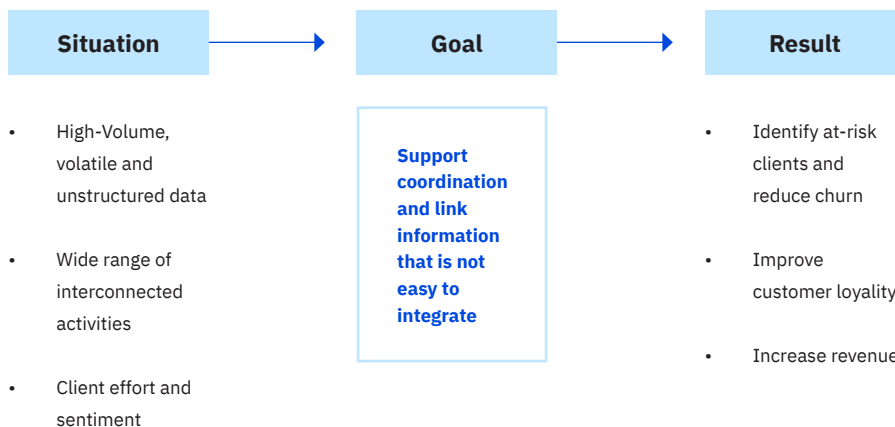 Situation
Goal
Result
• High-Volume,
volatile and
unstructured data
• Wide range of
interconnected
activities
• Client effort and
sentiment
Support
coordination
and link
information
that is not
easy to
integrate
• Identify at-risk
clients and
reduce churn
• Improve
customer loyality
• Increase revenue